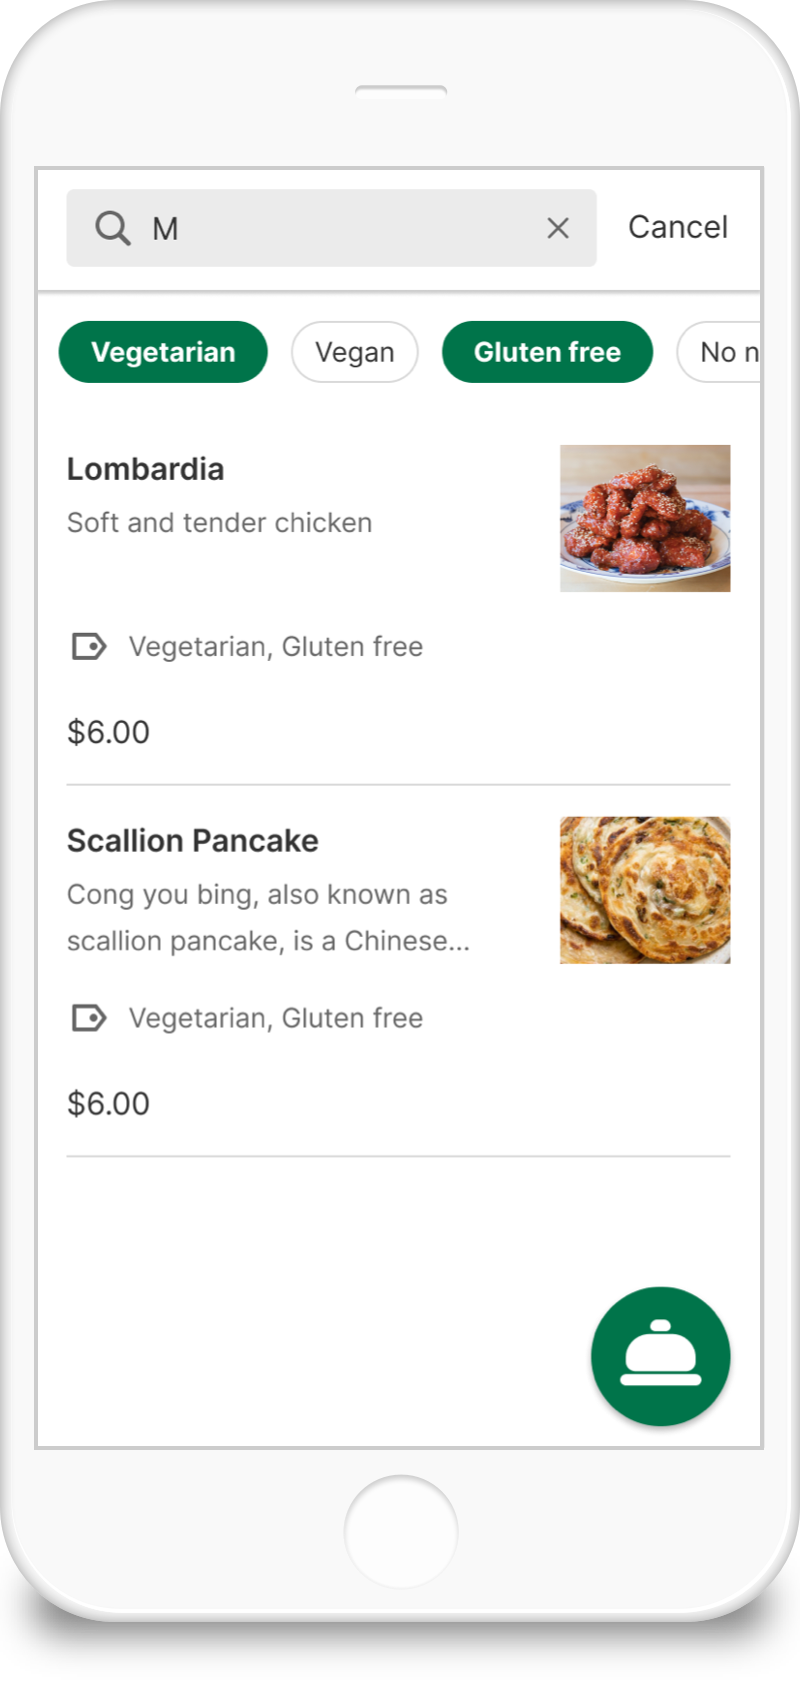 M
Cancel
Vegetarian
Vegan
Gluten free
No n
Lombardia
Soft and tender chicken
Vegetarian, Gluten free
$6.00
Scallion Pancake
Cong you bing, also known as
scallion pancake, is a Chinese...
Vegetarian, Gluten free
$6.00